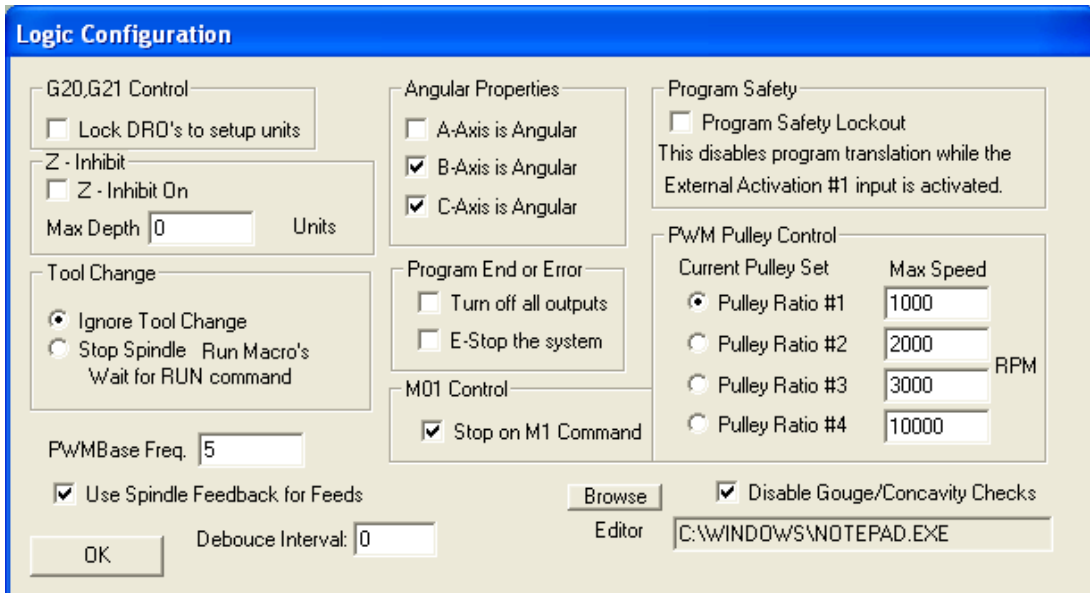 Logic Configuration
G20,G21 Control
Lock DRO's to setup units
Z - Inhibit
Z - Inhibit On
Max Depth 0 Units
Tool Change
Ignore Tool Change
Stop Spindle Run Macro's
Wait for RUN command
PWMBase Freq. 5
Use Spindle Feedback for Feeds
Debouce Interval: 0
OK
Angular Properties
A-Axis is Angular
B-Axis is Angular
C-Axis is Angular
Program End or Error
Turn off all outputs
E-Stop the system
M01 Control
Stop on M1 Command
Program Safety
Program Safety Lockout
This disables program translation while the
External Activation #1 input is activated.
PWM Pulley Control
Current Pulley Set Max Speed
Pulley Ratio #1 1000
Pulley Ratio #2 2000
RPM
Pulley Ratio #3 3000
Pulley Ratio #4 10000
Browse Disable Gouge/Concavity Checks
Editor C:\WINDOWS\NOTEPAD.EXE